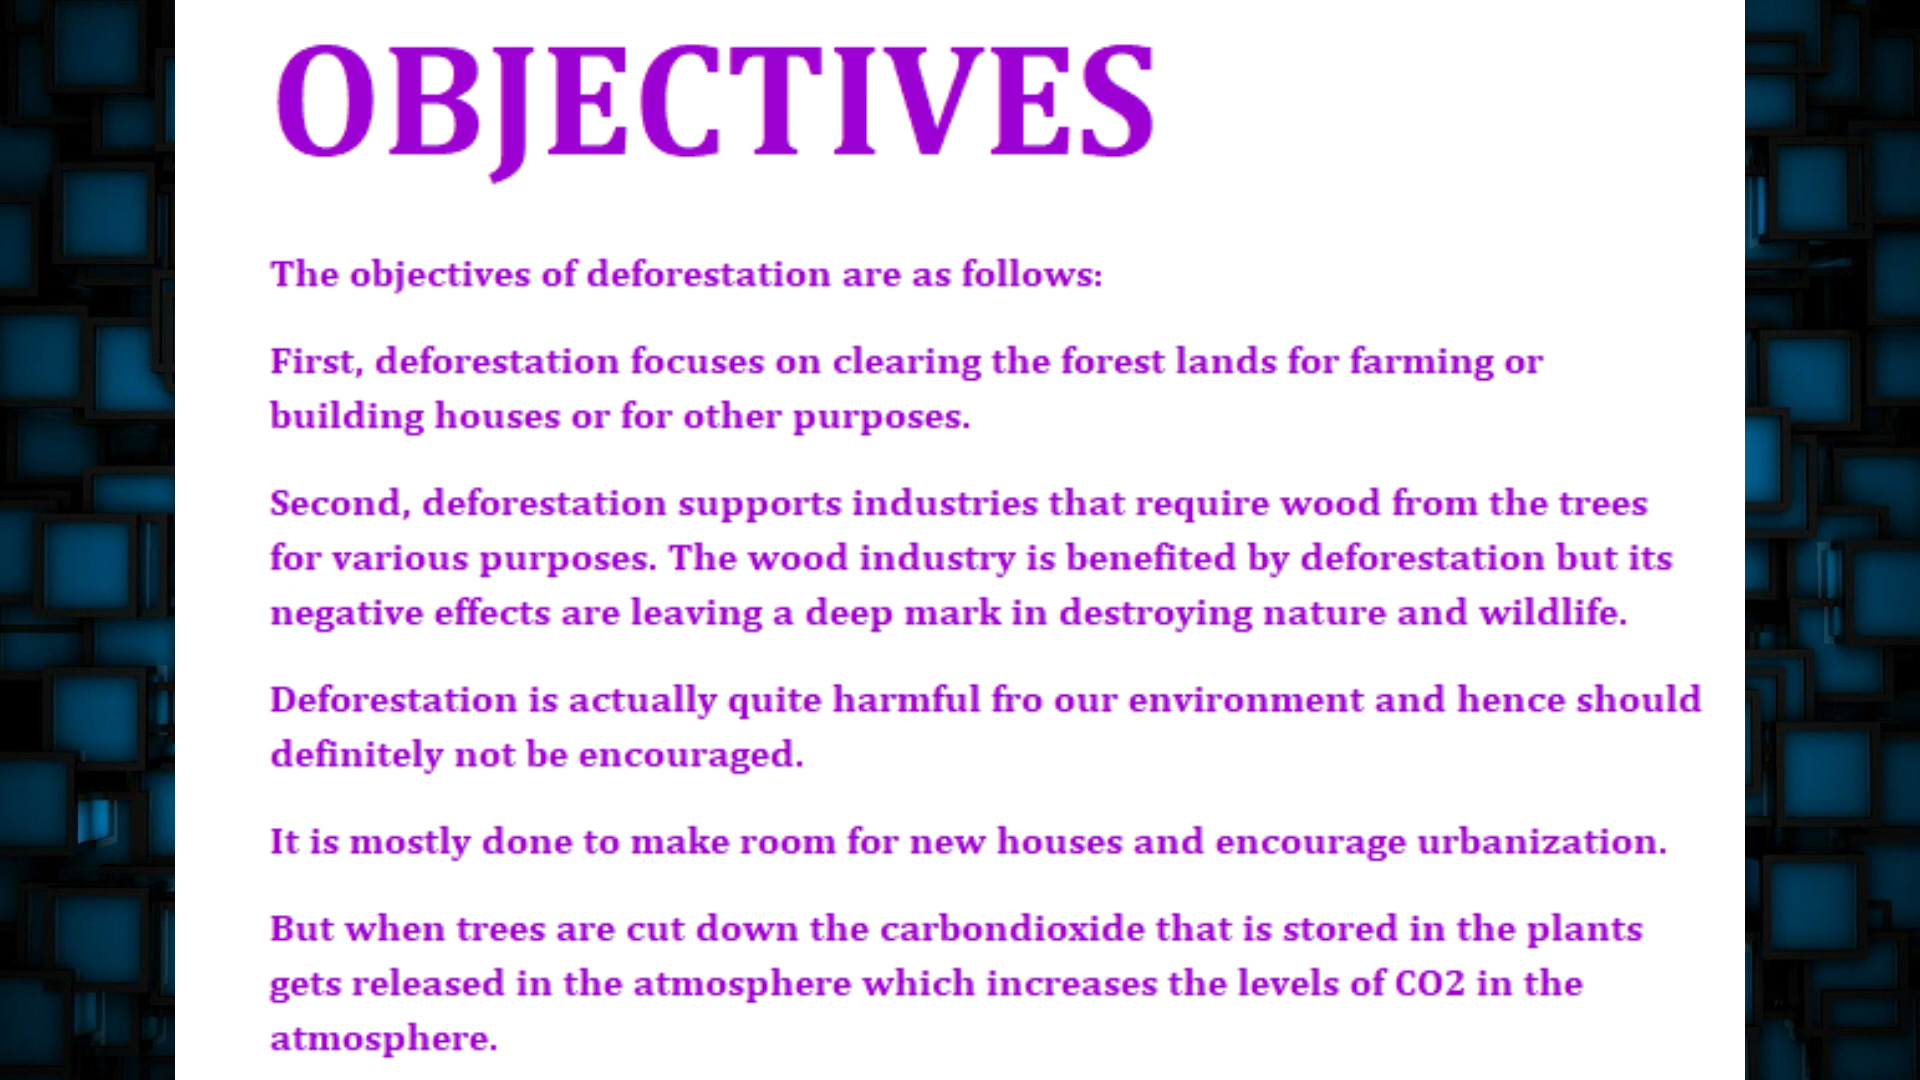 OBJECTIVES
The objectives of deforestation are as follows:
First, deforestation focuses on clearing the forest lands for farming or
building houses or for other purposes.
Second, deforestation supports industries that require wood from the trees
for various purposes. The wood industry is benefited by deforestation but its
negative effects are leaving a deep mark in destroying nature and wildlife.
Deforestation is actually quite harmful fro our environment and hence should
definitely not be encouraged.
It is mostly done to make room for new houses and encourage urbanization.
But when trees are cut down the carbondioxide that is stored in the plants
gets released in the atmosphere which increases the levels of CO2 in the
atmosphere.